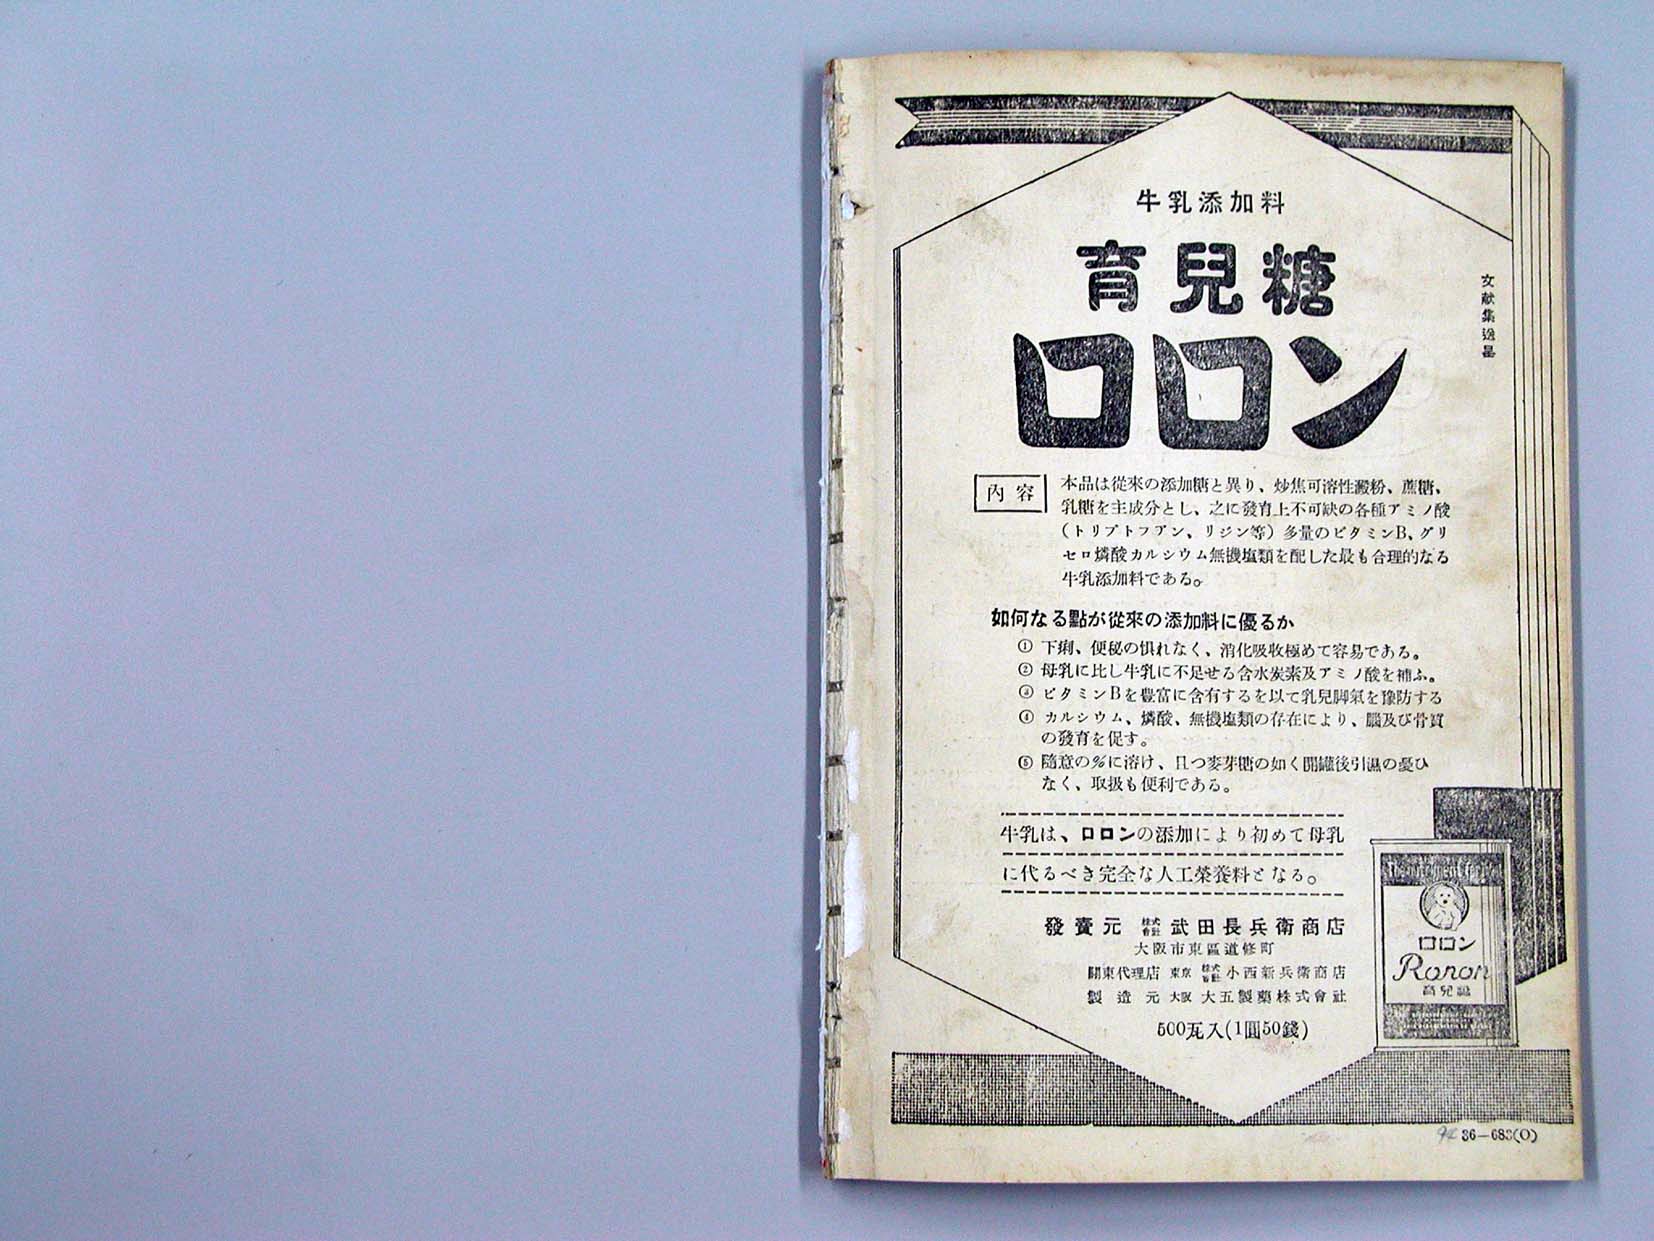 牛乳添加料
育兒糖
ロロン
文献集送呈
內容
本品は從來の添加糖と異り、炒焦可溶性澱粉、蔗糖、
乳糖を主成分とし、之に發育上不可缺の各種アミノ酸
(トリプトフアン、リジン等)多量のビタミンB、グリ
セロ燐酸カルシウム無機塩類を配した最も合理的なる
牛乳添加料である。
如何なる點が從來の添加料に優るか
① 下痢、便秘の惧れなく、消化吸收極めて容易である。
② 母乳に比し牛乳に不足せる含水炭素及アミノ酸を補ふ。
③ ビタミンBを豐富に含有するを以て乳兒脚氣を豫防する
④ カルシウム、燐酸、無機塩類の存在により、腦及び骨質
の發育を促す。
⑤ 隨意の%に溶け、且つ麥芽糖の如く開罐後引濕の憂ひ
なく、取扱も便利である。
牛乳は、ロロンの添加により初めて母乳
に代るべき完全な人工榮養料となる。
發賣元 株式會社 武田長兵衛商店
大阪市東區道修町
關東代理店 東京 株式會社 小西新兵衛商店
製造元 大阪 大五製藥株式會社
500瓦入(1圓50錢)
The nutriment for
ロロン
Ronon
育兒糖
36-683(O)